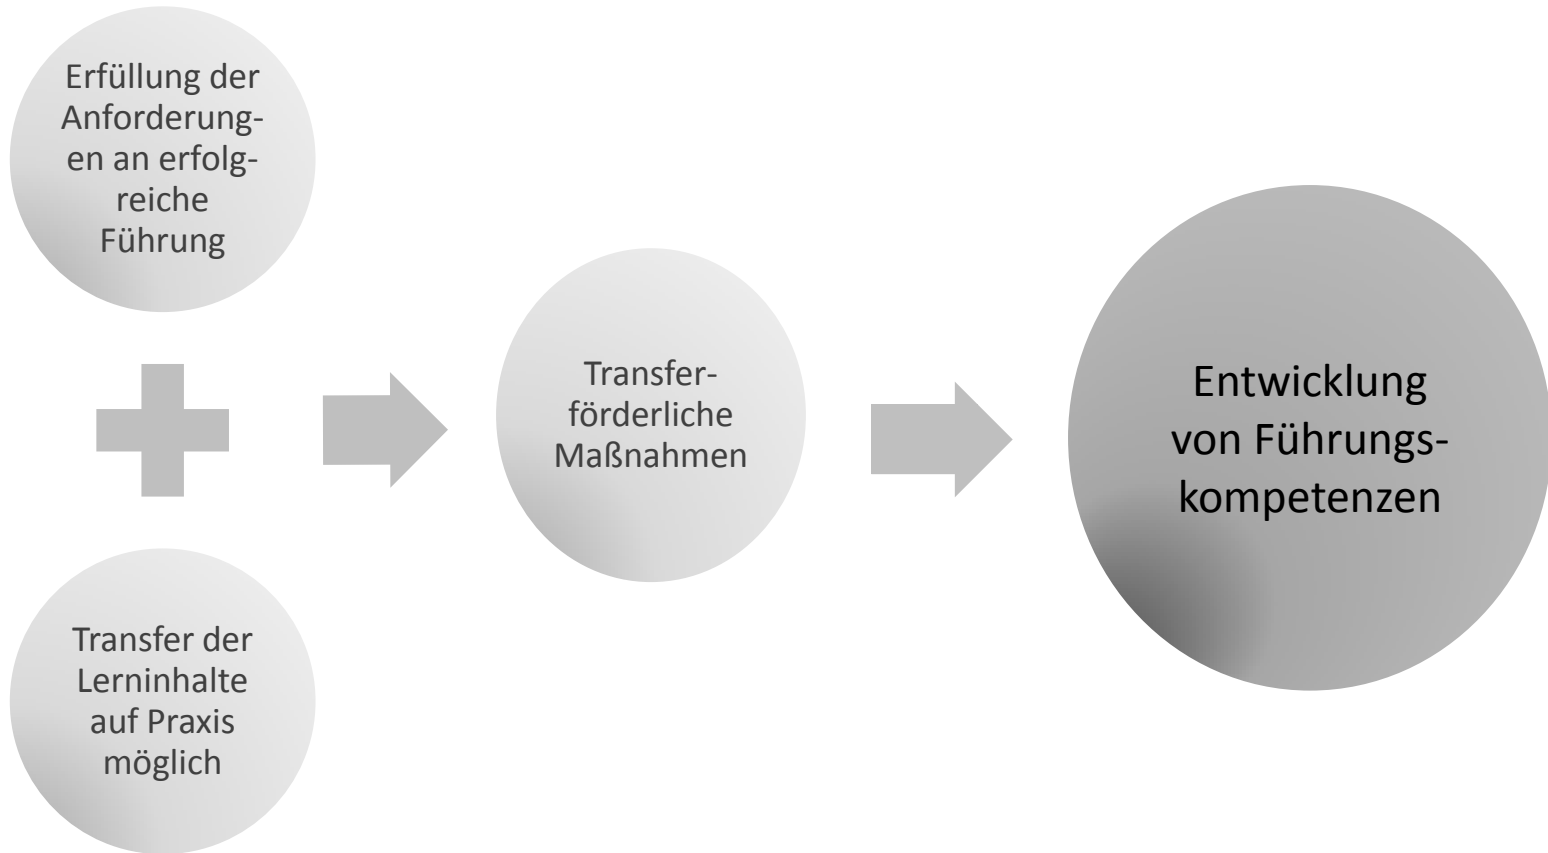 Erfüllung der
Anforderung-
en an erfolg-
reiche
Führung
Transfer der
Lerninhalte
auf Praxis
möglich
Transfer-
förderliche
Maßnahmen
Entwicklung
von Führungs-
kompetenzen